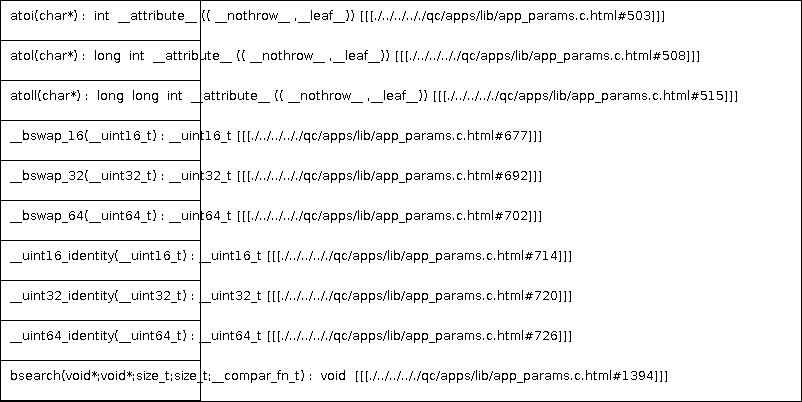 atoi(char*) : int __attribute__ (( __nothrow__ ,__leaf__)) [[[./../../././qc/apps/lib/app_params.c.html#503]]]
atol(char*) : long int __attribute__ (( __nothrow__ ,__leaf__)) [[[./../../././qc/apps/lib/app_params.c.html#508]]]
atoll(char*) : long long int __attribute__ (( __nothrow__ ,__leaf__)) [[[./../../././qc/apps/lib/app_params.c.html#515]]]
__bswap_16(__uint16_t) : __uint16_t [[[./../../././qc/apps/lib/app_params.c.html#677]]]
__bswap_32(__uint32_t) : __uint32_t [[[./../../././qc/apps/lib/app_params.c.html#692]]]
__bswap_64(__uint64_t) : __uint64_t [[[./../../././qc/apps/lib/app_params.c.html#702]]]
__uint16_identity(__uint16_t) : __uint16_t [[[./../../././qc/apps/lib/app_params.c.html#714]]]
__uint32_identity(__uint32_t) : __uint32_t [[[./../../././qc/apps/lib/app_params.c.html#720]]]
__uint64_identity(__uint64_t) : __uint64_t [[[./../../././qc/apps/lib/app_params.c.html#726]]]
bsearch(void*;void*;size_t;size_t;__compar_fn_t) : void [[[./../../././qc/apps/lib/app_params.c.html#1394]]]